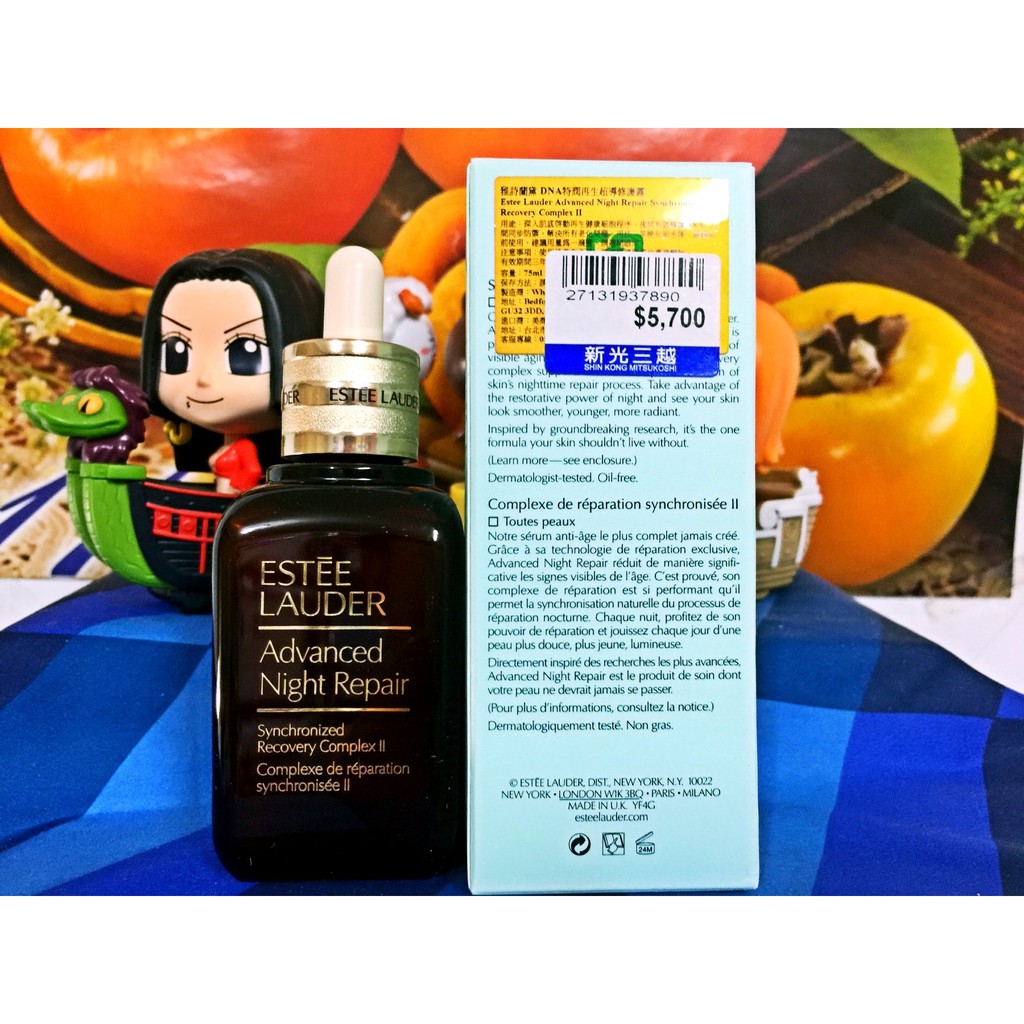 DER ESTĒE LAUDER
ESTĒE
LAUDER
Advanced
Night Repair
Synchronized
Recovery Complex II
Complexe de réparation
synchronisée II
雅詩蘭黛 DNA特潤再生超導修護露
Estee Lauder Advanced Night Repair
Recovery Complex II
容量:75ml
27131937890
$5,700
新光三越
SHIN KONG MITSUKOSHI
visible
complex
skin's nighttime repair process. Take advantage of
the restorative power of night and see your skin
look smoother, younger, more radiant.
Inspired by groundbreaking research, it's the one
formula your skin shouldn't live without.
(Learn more—see enclosure.)
Dermatologist-tested. Oil-free.
Complexe de réparation synchronisée II
☐ Toutes peaux
Notre sérum anti-âge le plus complet jamais créé.
Grâce à sa technologie de réparation exclusive,
Advanced Night Repair réduit de manière signifi-
cative les signes visibles de l'âge. C'est prouvé, son
complexe de réparation est si performant qu'il
permet la synchronisation naturelle du processus de
réparation nocturne. Chaque nuit, profitez de son
pouvoir de réparation et jouissez chaque jour d'une
peau plus douce, plus jeune, lumineuse.
Directement inspiré des recherches les plus avancées,
Advanced Night Repair est le produit de soin dont
votre peau ne devrait jamais se passer.
(Pour plus d'informations, consultez la notice.)
Dermatologiquement testé. Non gras.
© ESTĒE LAUDER, DIST., NEW YORK, N.Y. 10022
NEW YORK • LONDON W1K 3BQ • PARIS • MILANO
MADE IN U.K. YF4G
esteelauder.com
24M